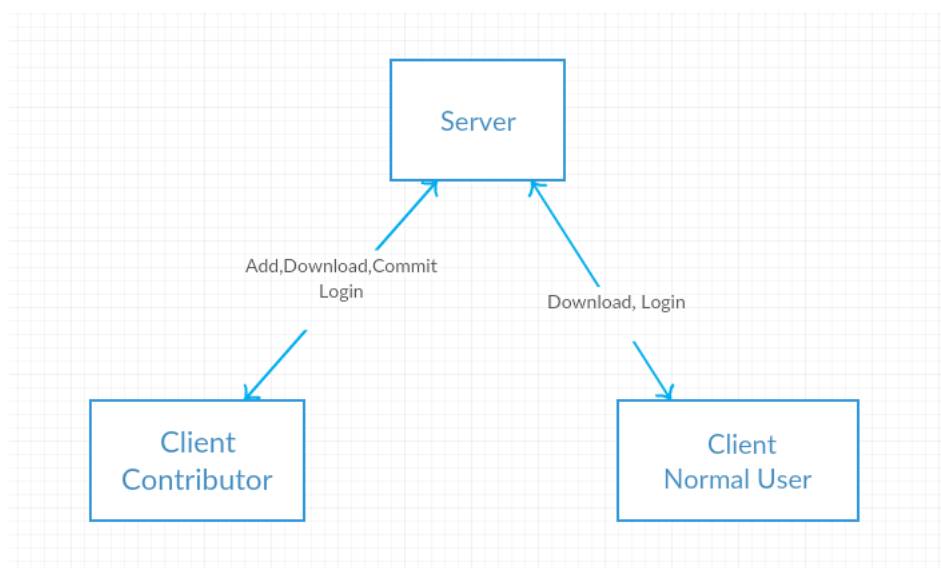 Server
Add,Download,Commit
Login
Download, Login
Client
Contributor
Client
Normal User